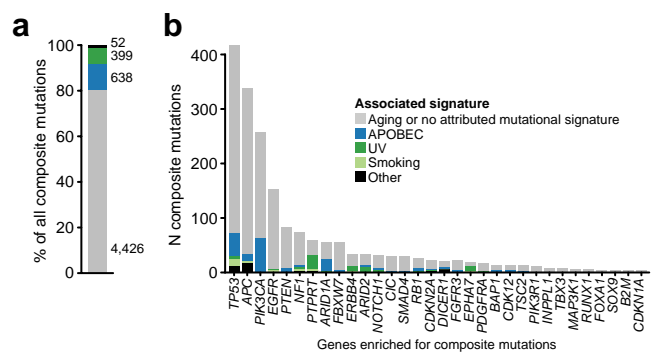 a
b
% of all composite mutations
100
80
60
40
20
0
52
399
638
4,426
N composite mutations
400
300
200
100
0
Associated signature
Aging or no attributed mutational signature
APOBEC
UV
Smoking
Other
TP53
APC
PIK3CA
EGFR
PTEN
NF1
PTPRT
ARID1A
FBXW7
ERBB4
ARID2
NOTCH1
CIC
SMAD4
RB1
CDKN2A
DICER1
FGFR3
EPHA7
PDGFRA
BAP1
CDK12
TSC2
PIK3R1
INPPL1
TBX3
MAP3K1
RUNX1
FOXA1
SOX9
B2M
CDKN1A
Genes enriched for composite mutations